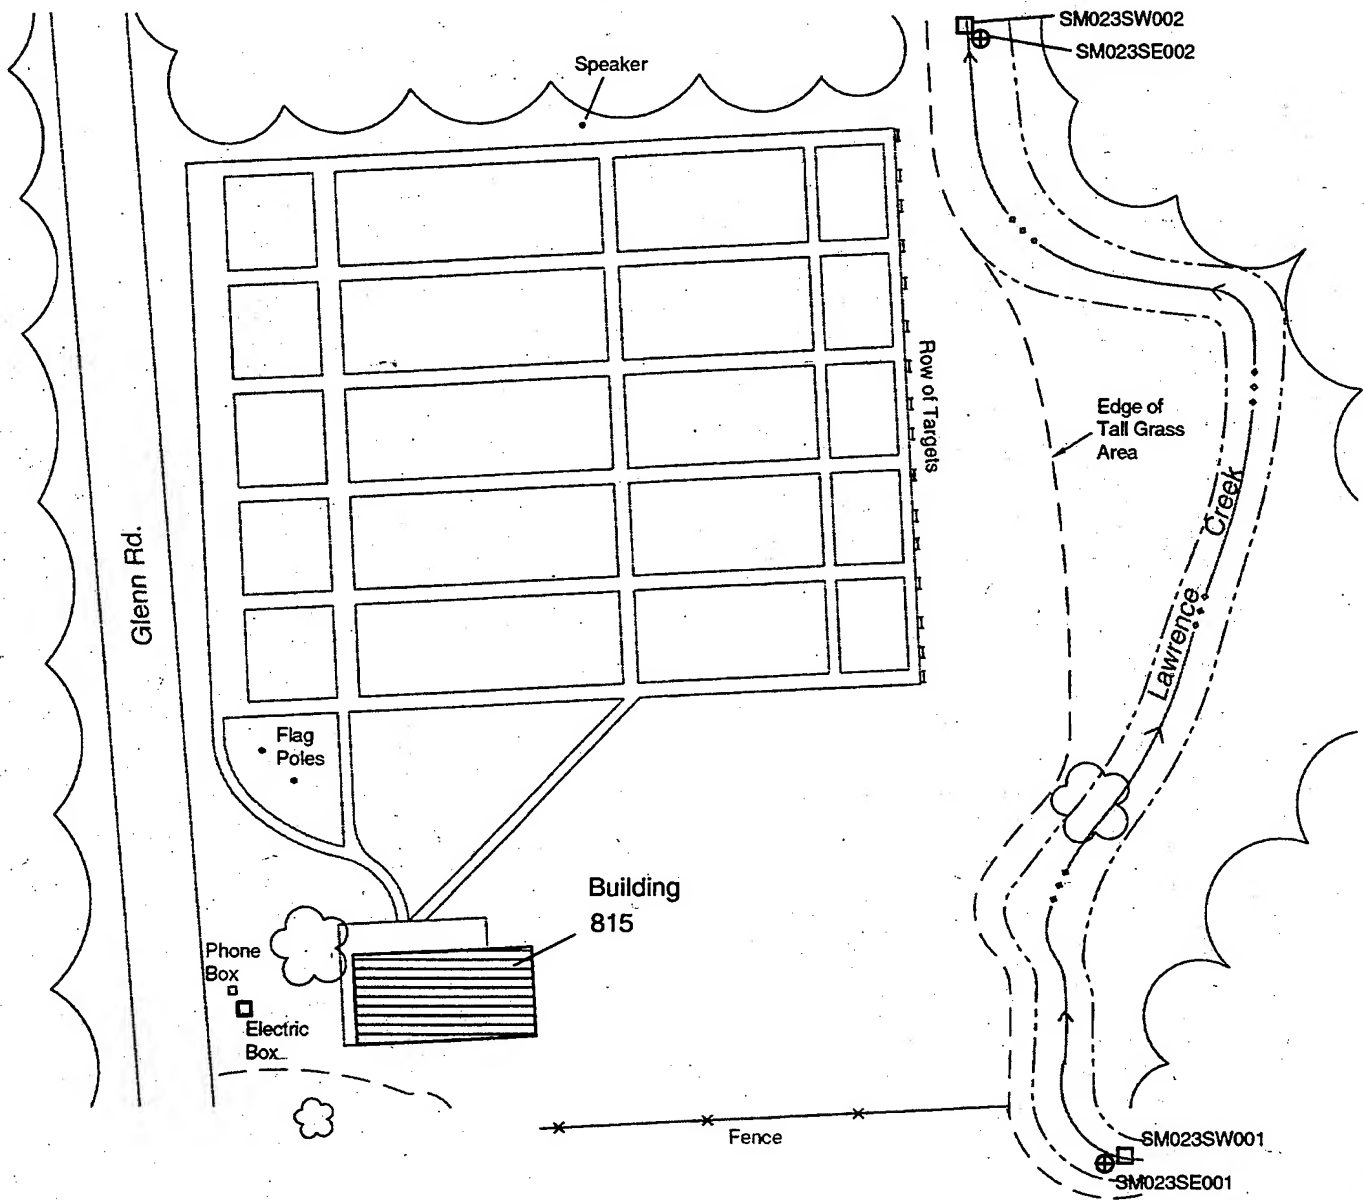 SM023SW002
SM023SE002
Speaker
Row of Targets
Edge of
Tall Grass
Area
Glenn Rd.
Lawrence Creek
Flag
Poles
Building
815
Phone
Box
Electric
Box
Fence
SM023SW001
SM023SE001